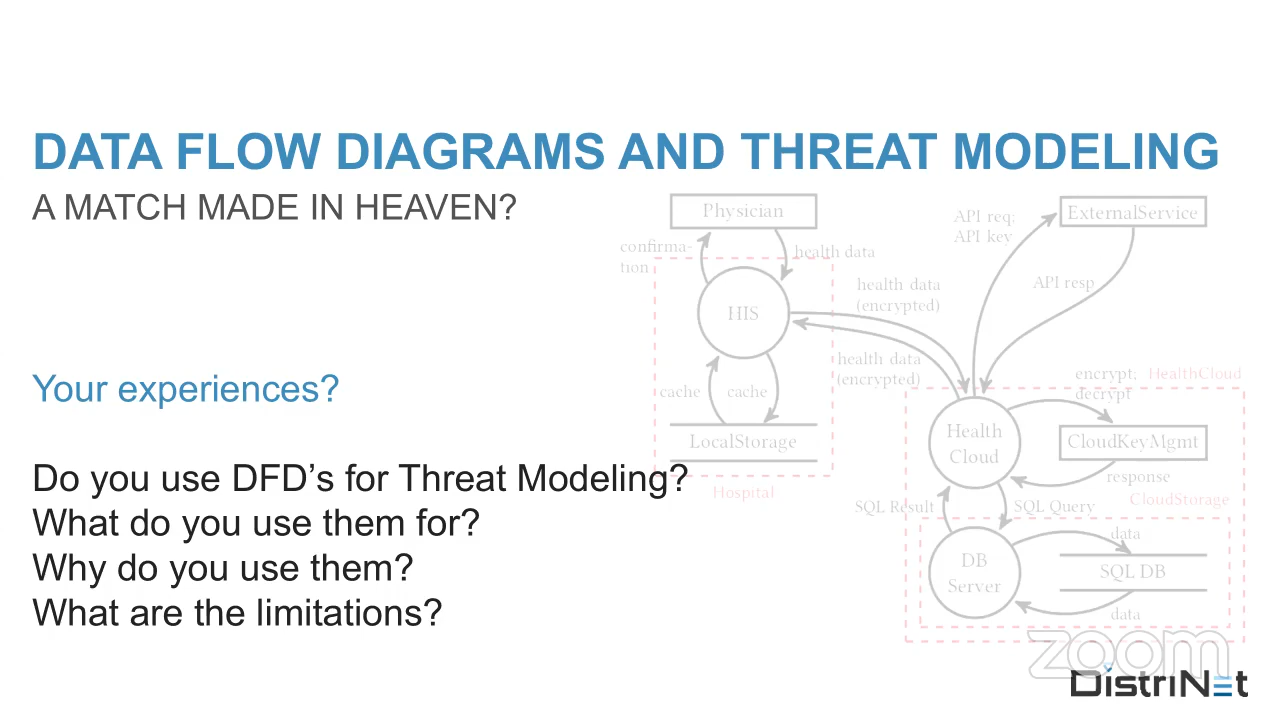 DATA FLOW DIAGRAMS AND THREAT MODELING
A MATCH MADE IN HEAVEN?
Physician
ExternalService
API req:
API key
confirma-
tion
health data
health data
(encrypted)
API resp
HIS
health data
(encrypted)
Your experiences?
cache
cache
encrypt;
decrypt
HealthCloud
Health
Cloud
LocalStorage
CloudKeyMgmt
Do you use DFD's for Threat Modeling?
Hospital
response
CloudStorage
SQL Result
SQL Query
What do you use them for?
data
DB
Server
SQL DB
Why do you use them?
What are the limitations?
data
zoom
DistriNet